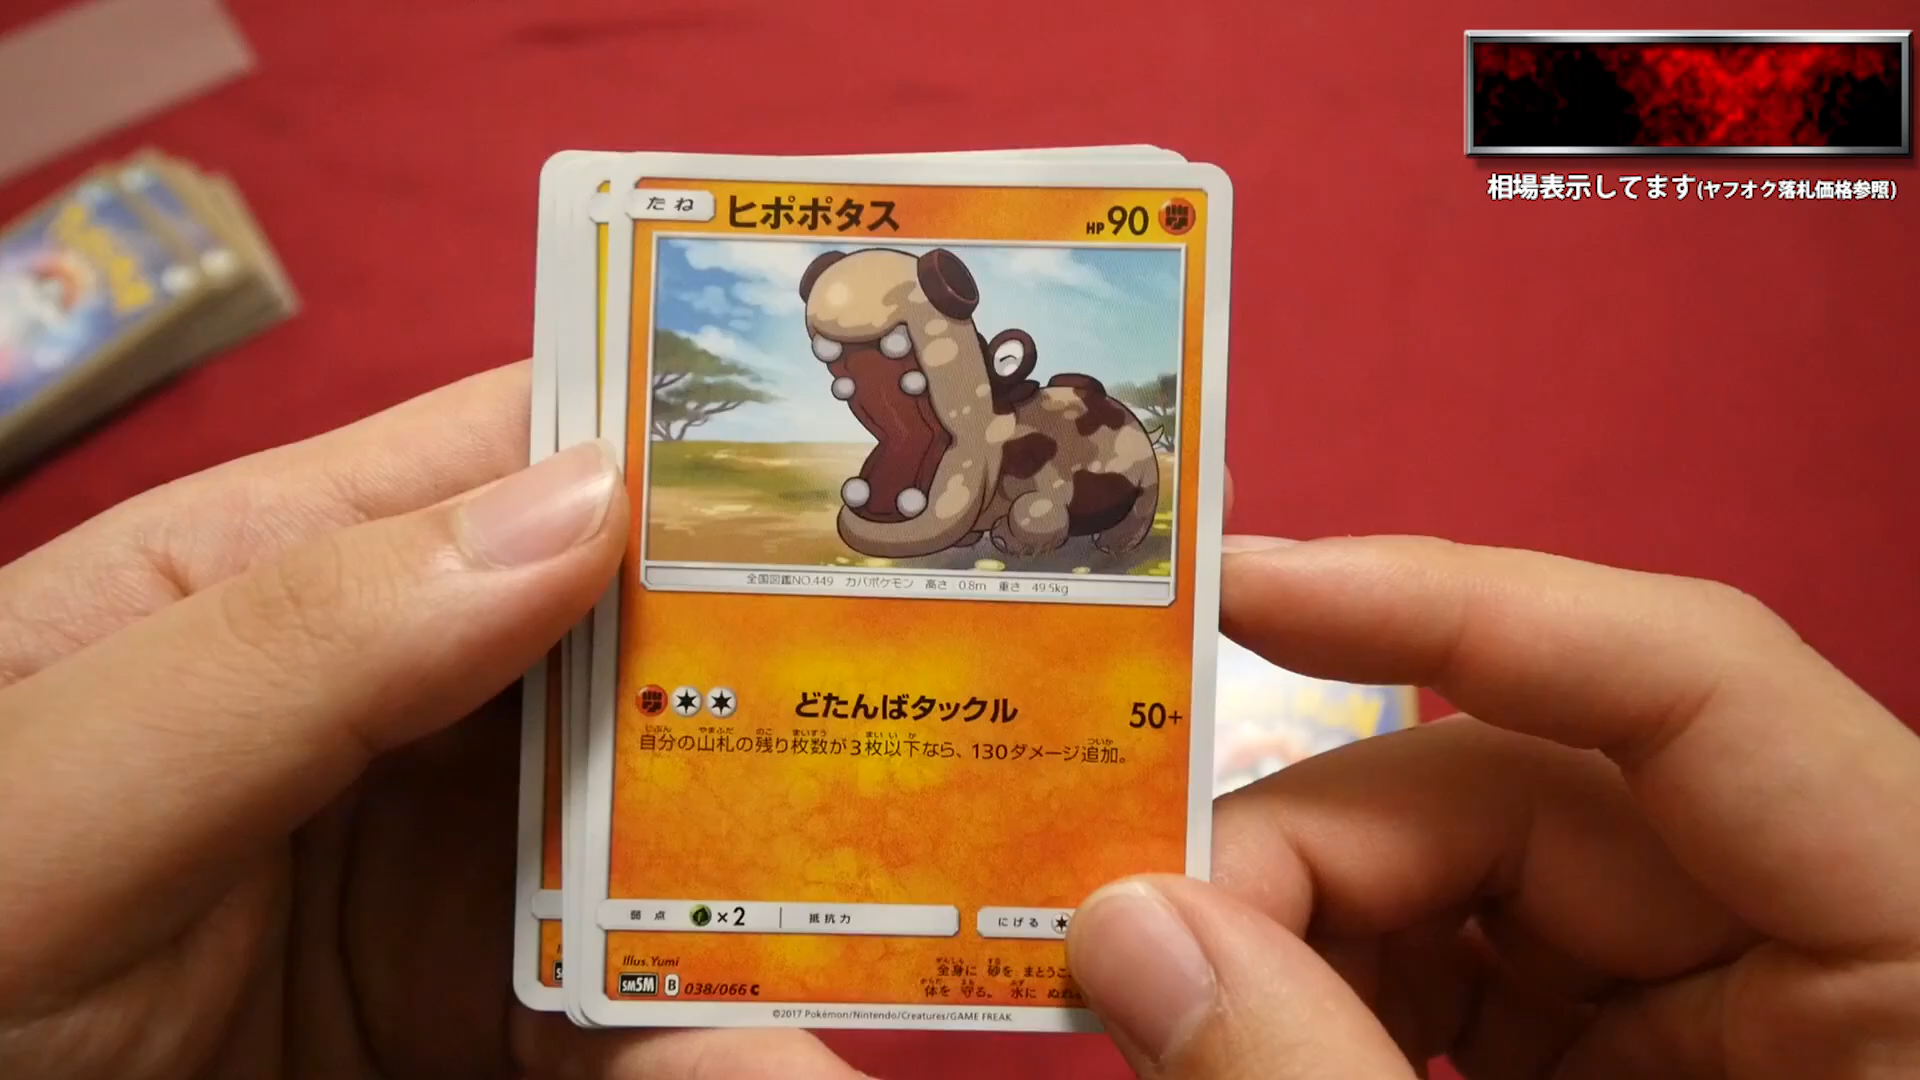 相場表示してます(ヤフオク落札価格参照)
たね ヒポポタス HP 90
全国図鑑NO.449 カバポケモン 高さ 0.8m 重さ 49.5kg
どたんばタックル 50+
自分の山札の残り枚数が3枚以下なら、130ダメージ追加。
弱点 ×2 抵抗力 にげる
Illus. Yumi
全身に 砂を まとうこ
体を 守る。 水に ぬれ
SM5M B 038/066 C
©2017 Pokémon/Nintendo/Creatures/GAME FREAK